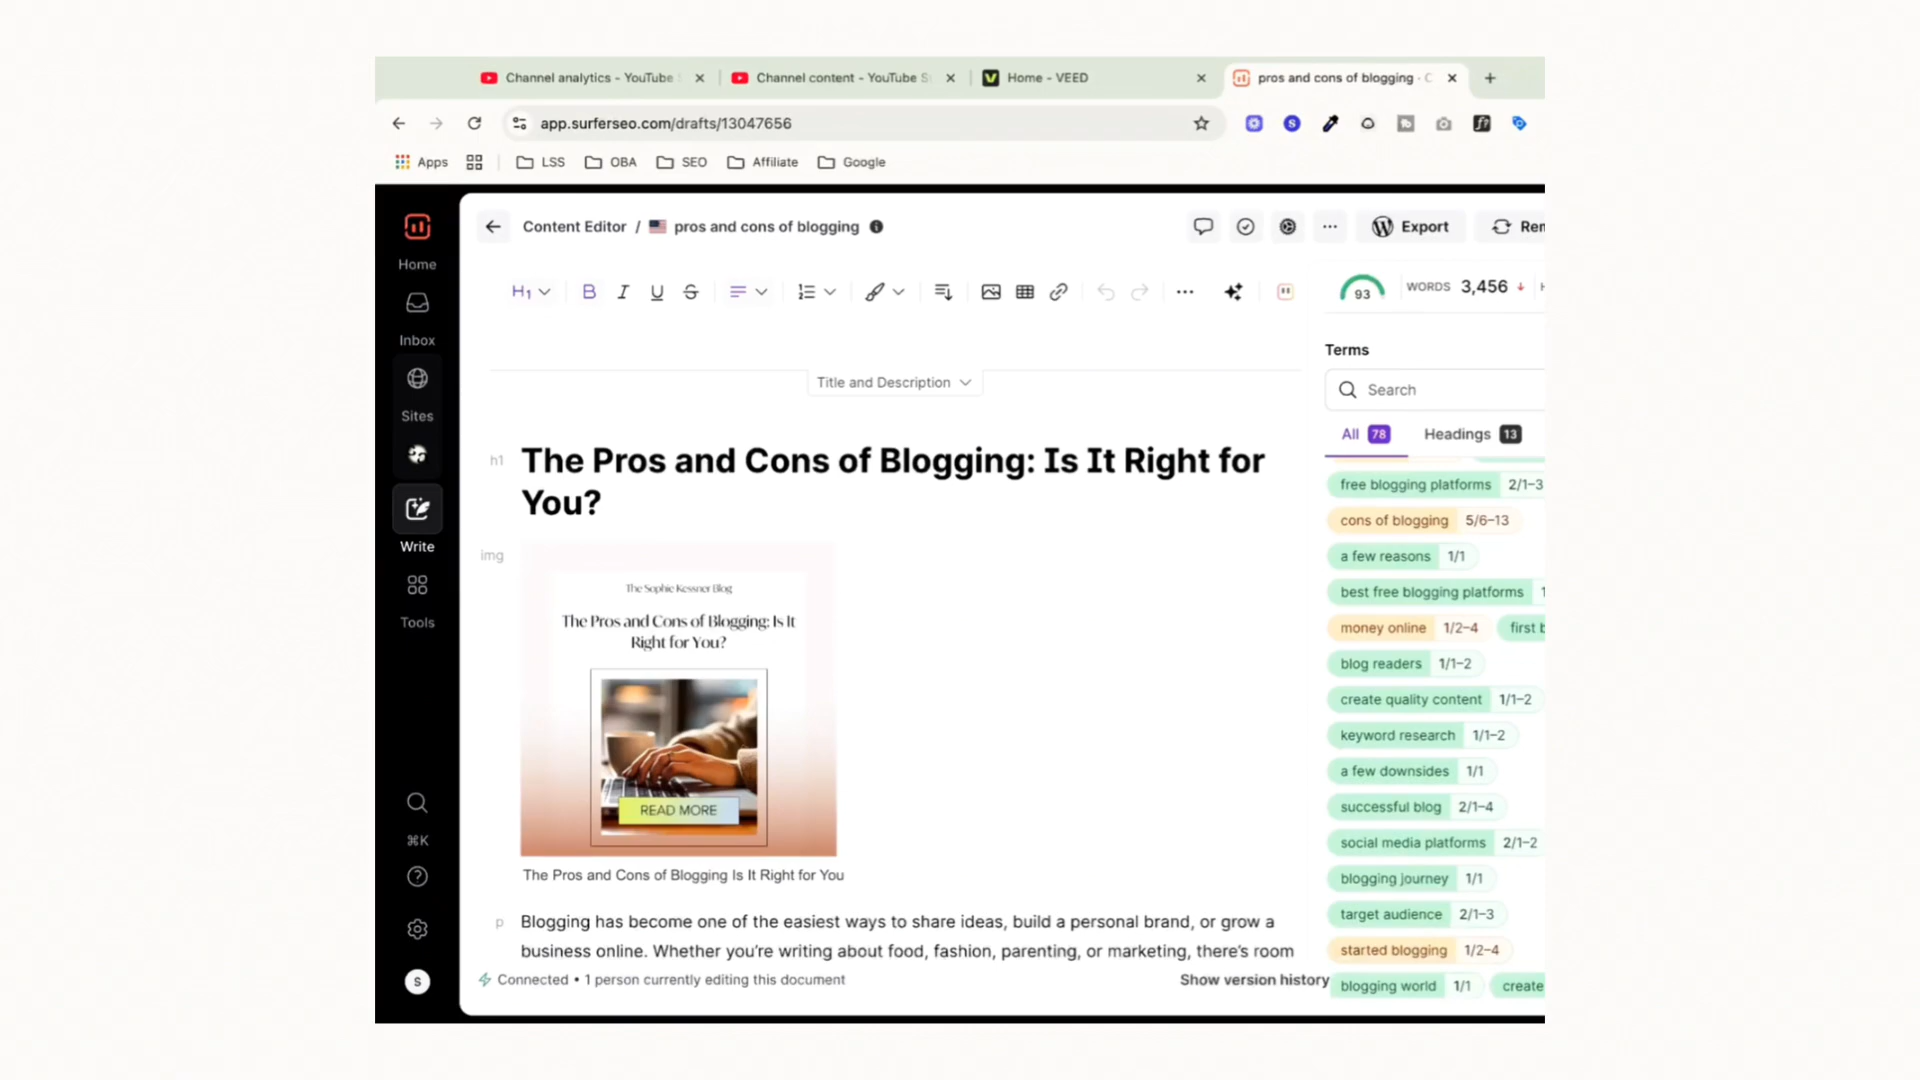 Channel analytics - YouTube
Channel content - YouTube S
Home - VEED
pros and cons of blogging - C
app.surferseo.com/drafts/13047656
Apps
LSS
OBA
SEO
Affiliate
Google
Home
Inbox
Sites
Write
Tools
⌘K
S
Content Editor / pros and cons of blogging
Export
H1
B I U S
Title and Description
h1
The Pros and Cons of Blogging: Is It Right for
You?
img
The Sophie Kessner Blog
The Pros and Cons of Blogging: Is It
Right for You?
READ MORE
The Pros and Cons of Blogging Is It Right for You
p
Blogging has become one of the easiest ways to share ideas, build a personal brand, or grow a
business online. Whether you're writing about food, fashion, parenting, or marketing, there's room
Connected • 1 person currently editing this document
Show version history
93
WORDS 3,456
Terms
Search
All 78
Headings 13
free blogging platforms 2/1–3
cons of blogging 5/6–13
a few reasons 1/1
best free blogging platforms
money online 1/2–4 first
blog readers 1/1–2
create quality content 1/1–2
keyword research 1/1–2
a few downsides 1/1
successful blog 2/1–4
social media platforms 2/1–2
blogging journey 1/1
target audience 2/1–3
started blogging 1/2–4
blogging world 1/1 create